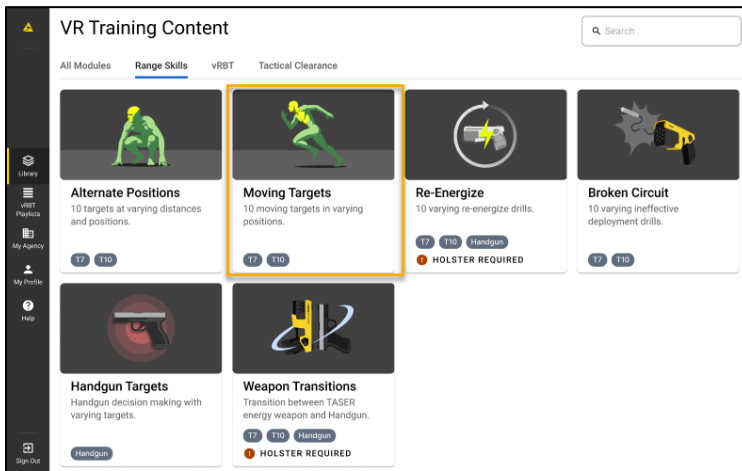 VR Training Content
Search
All Modules
Range Skills
vRBT
Tactical Clearance
Library
vRBT
Playlists
My Agency
My Profile
Help
Sign Out
Alternate Positions
10 targets at varying distances
and positions.
T7 T10
Moving Targets
10 moving targets in varying
positions.
T7 T10
Re-Energize
10 varying re-energize drills.
T7 T10 Handgun
HOLSTER REQUIRED
Broken Circuit
10 varying ineffective
deployment drills.
T7 T10
Handgun Targets
Handgun decision making with
varying targets.
Handgun
Weapon Transitions
Transition between TASER
energy weapon and Handgun.
T7 T10 Handgun
HOLSTER REQUIRED